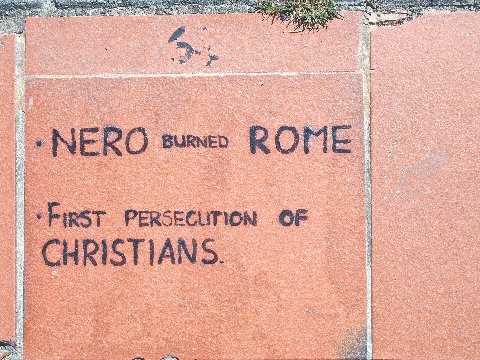 · NERO BURNED ROME
· FIRST PERSECUTION OF
CHRISTIANS.